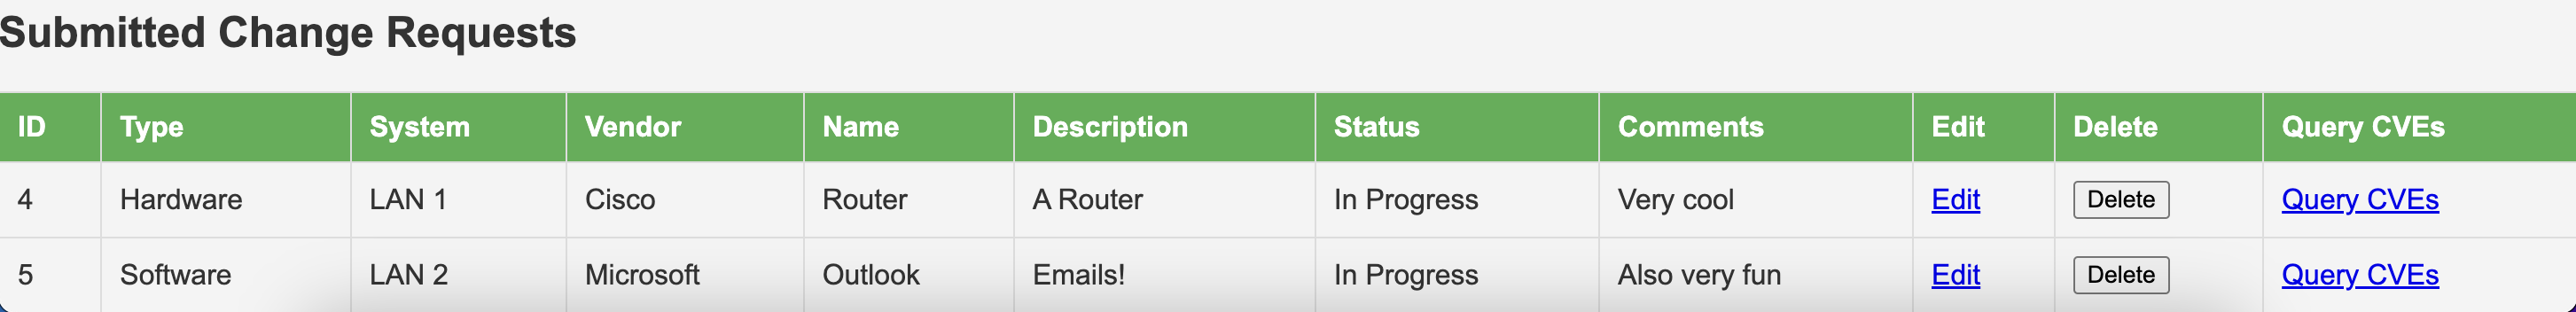 Submitted Change Requests
ID Type System Vendor Name Description Status Comments Edit Delete Query CVEs
4 Hardware LAN 1 Cisco Router A Router In Progress Very cool Edit Delete Query CVEs
5 Software LAN 2 Microsoft Outlook Emails! In Progress Also very fun Edit Delete Query CVEs